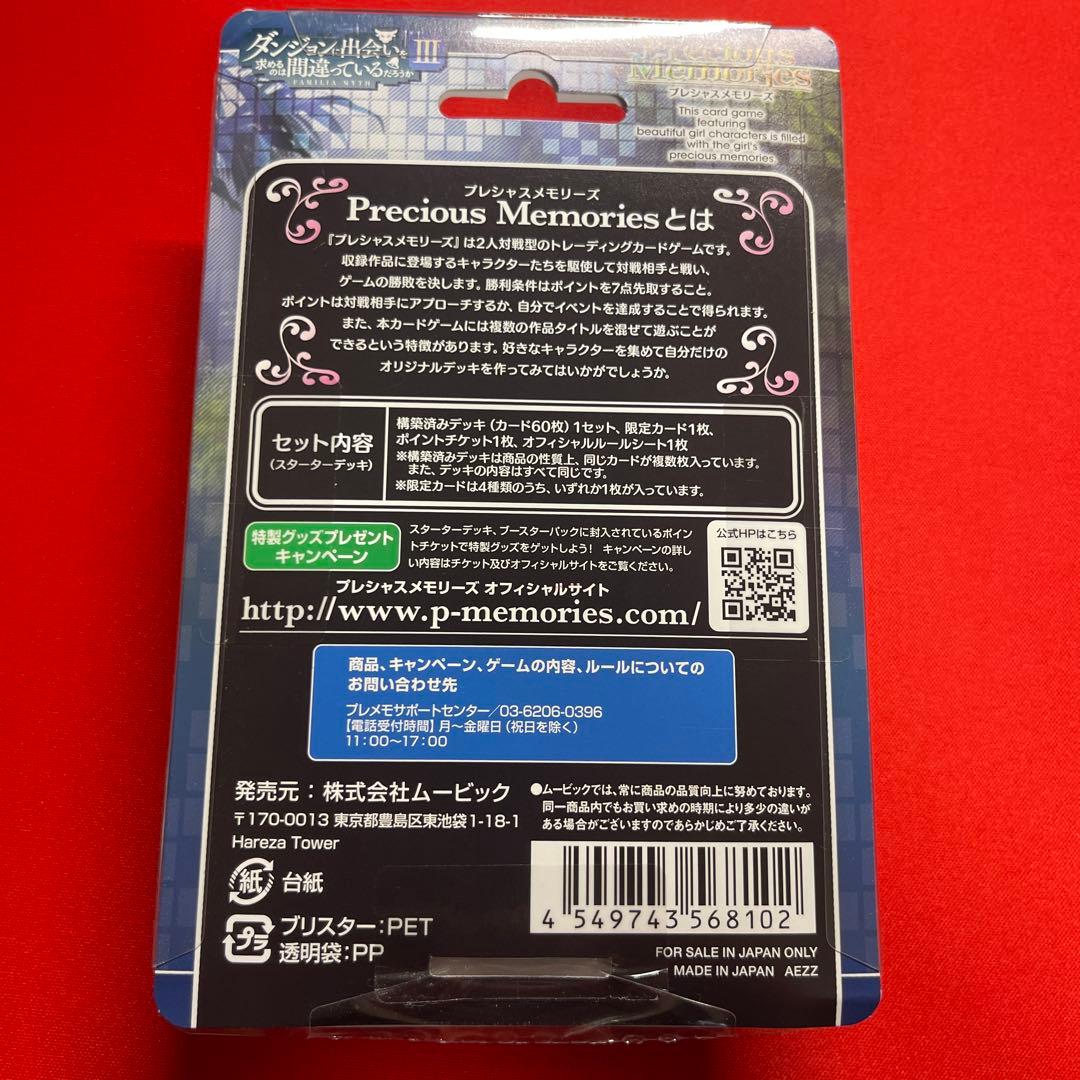 ダンジョンに出会いを
求めるのは間違っているだろうか III
FAMILIA MYTH
Precious
Memories
プレシャスメモリーズ
This card game
featuring
beautiful girl characters is filled
with the girl's
precious memories
プレシャスメモリーズ
Precious Memoriesとは
『プレシャスメモリーズ』は2人対戦型のトレーディングカードゲームです。
収録作品に登場するキャラクターたちを駆使して対戦相手と戦い、
ゲームの勝敗を決します。勝利条件はポイントを7点先取すること。
ポイントは対戦相手にアプローチするか、自分でイベントを達成することで得られます。
また、本カードゲームには複数の作品タイトルを混ぜて遊ぶことが
できるという特徴があります。好きなキャラクターを集めて自分だけの
オリジナルデッキを作ってみてはいかがでしょうか。
セット内容
(スターターデッキ)
構築済みデッキ(カード60枚)1セット、限定カード1枚、
ポイントチケット1枚、オフィシャルルールシート1枚
※構築済みデッキは商品の性質上、同じカードが複数枚入っています。
また、デッキの内容はすべて同じです。
※限定カードは4種類のうち、いずれか1枚が入っています。
特製グッズプレゼント
キャンペーン
スターターデッキ、ブースターパックに封入されているポイ
ントチケットで特製グッズをゲットしよう! キャンペーンの詳し
い内容はチケット及びオフィシャルサイトをご覧ください。
公式HPはこちら
プレシャスメモリーズ オフィシャルサイト
http://www.p-memories.com/
商品、キャンペーン、ゲームの内容、ルールについての
お問い合わせ先
プレメモサポートセンター/03-6206-0396
【電話受付時間】月〜金曜日(祝日を除く)
11:00〜17:00
発売元:株式会社ムービック
〒170-0013 東京都豊島区東池袋1-18-1
Hareza Tower
●ムービックでは、常に商品の品質向上に努めております。
同一商品内でもお買い求めの時期により多少の違いが
ある場合がございますのであらかじめご了承ください。
紙 台紙
プラ ブリスター:PET
透明袋:PP
4 549743 568102
FOR SALE IN JAPAN ONLY
MADE IN JAPAN AEZZ